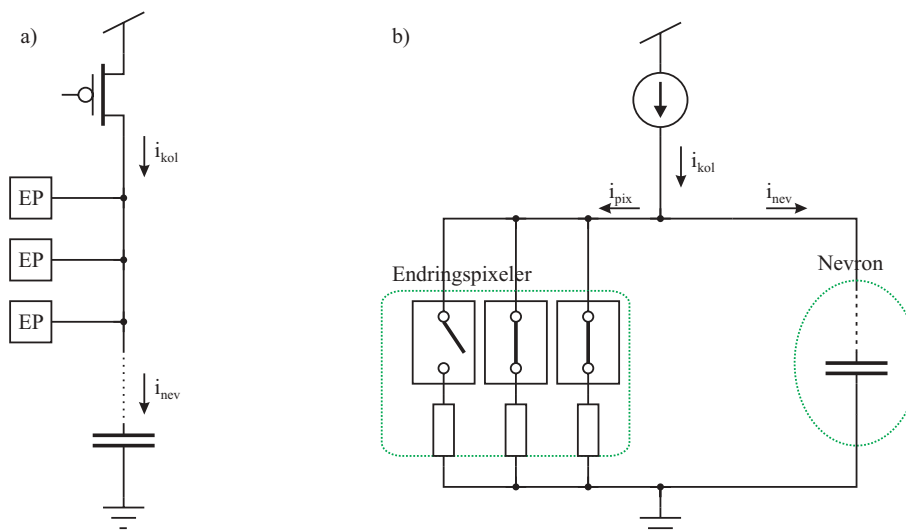 a)
i_kol
EP
EP
EP
i_nev
b)
i_kol
i_pix
i_nev
Endringspixeler
Nevron